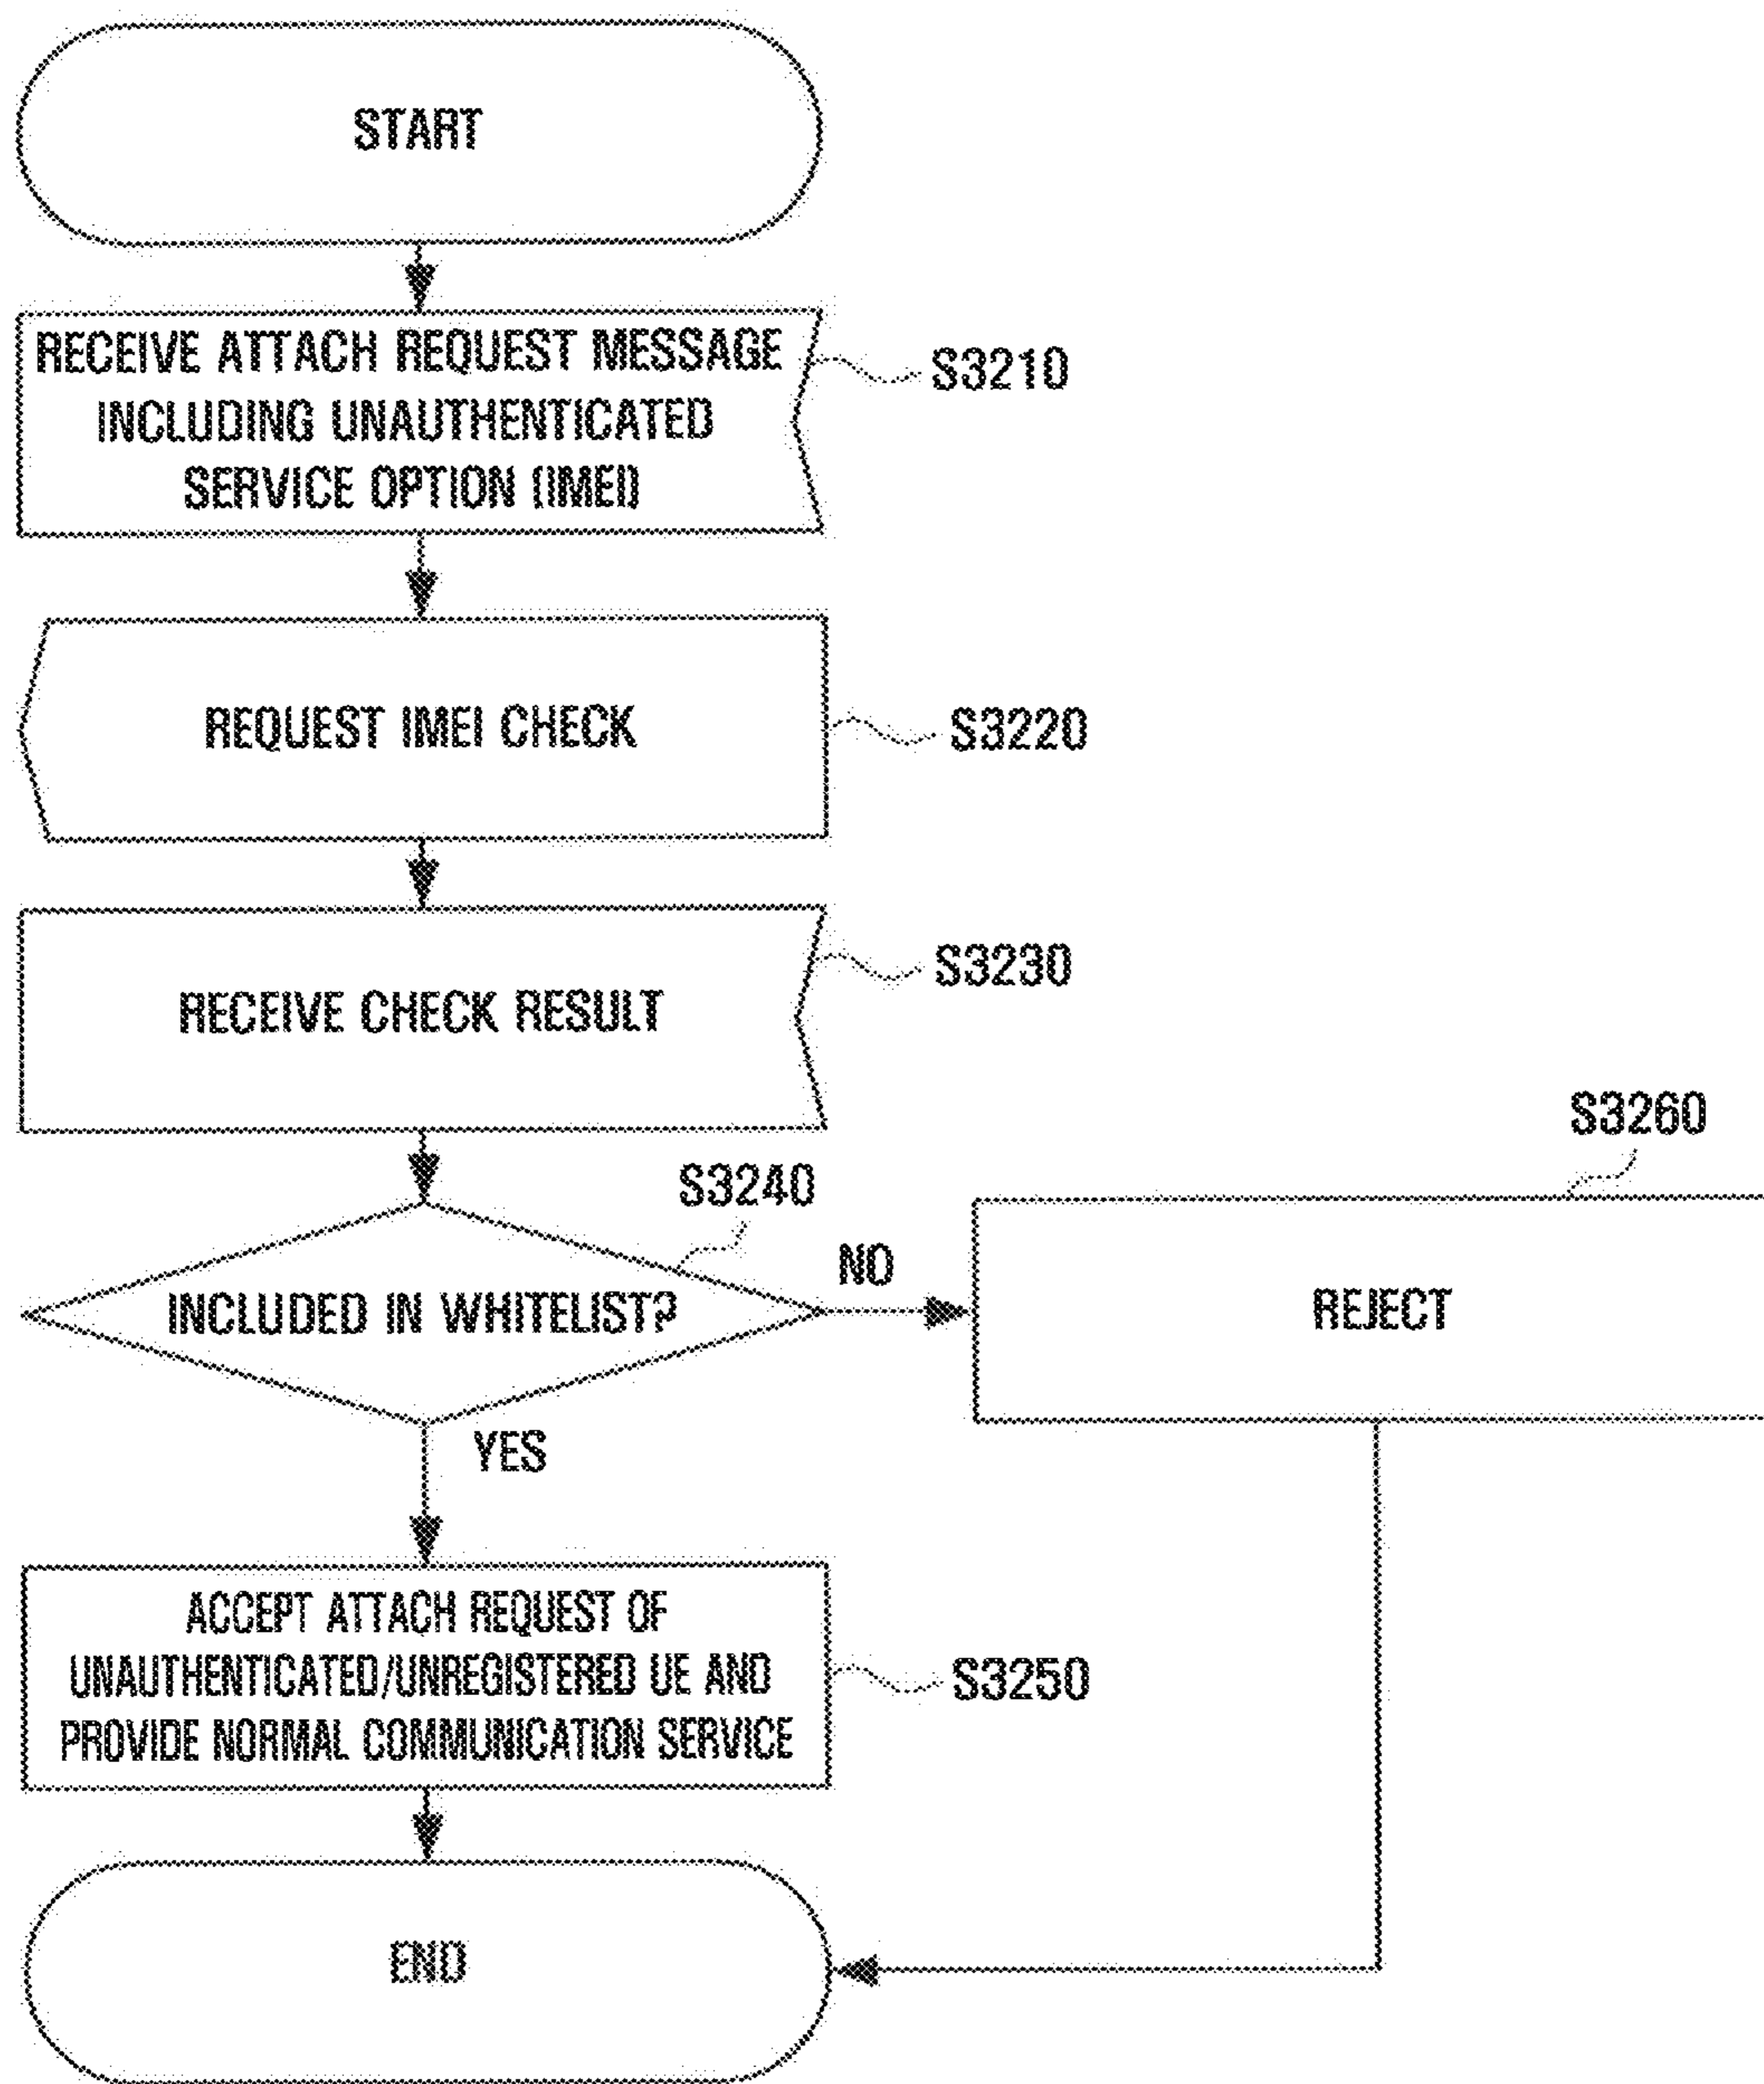 START
RECEIVE ATTACH REQUEST MESSAGE
INCLUDING UNAUTHENTICATED
SERVICE OPTION (IMEI)
S3210
REQUEST IMEI CHECK
S3220
RECEIVE CHECK RESULT
S3230
S3240
INCLUDED IN WHITELIST?
NO
S3260
REJECT
YES
ACCEPT ATTACH REQUEST OF
UNAUTHENTICATED/UNREGISTERED UE AND
PROVIDE NORMAL COMMUNICATION SERVICE
S3250
END